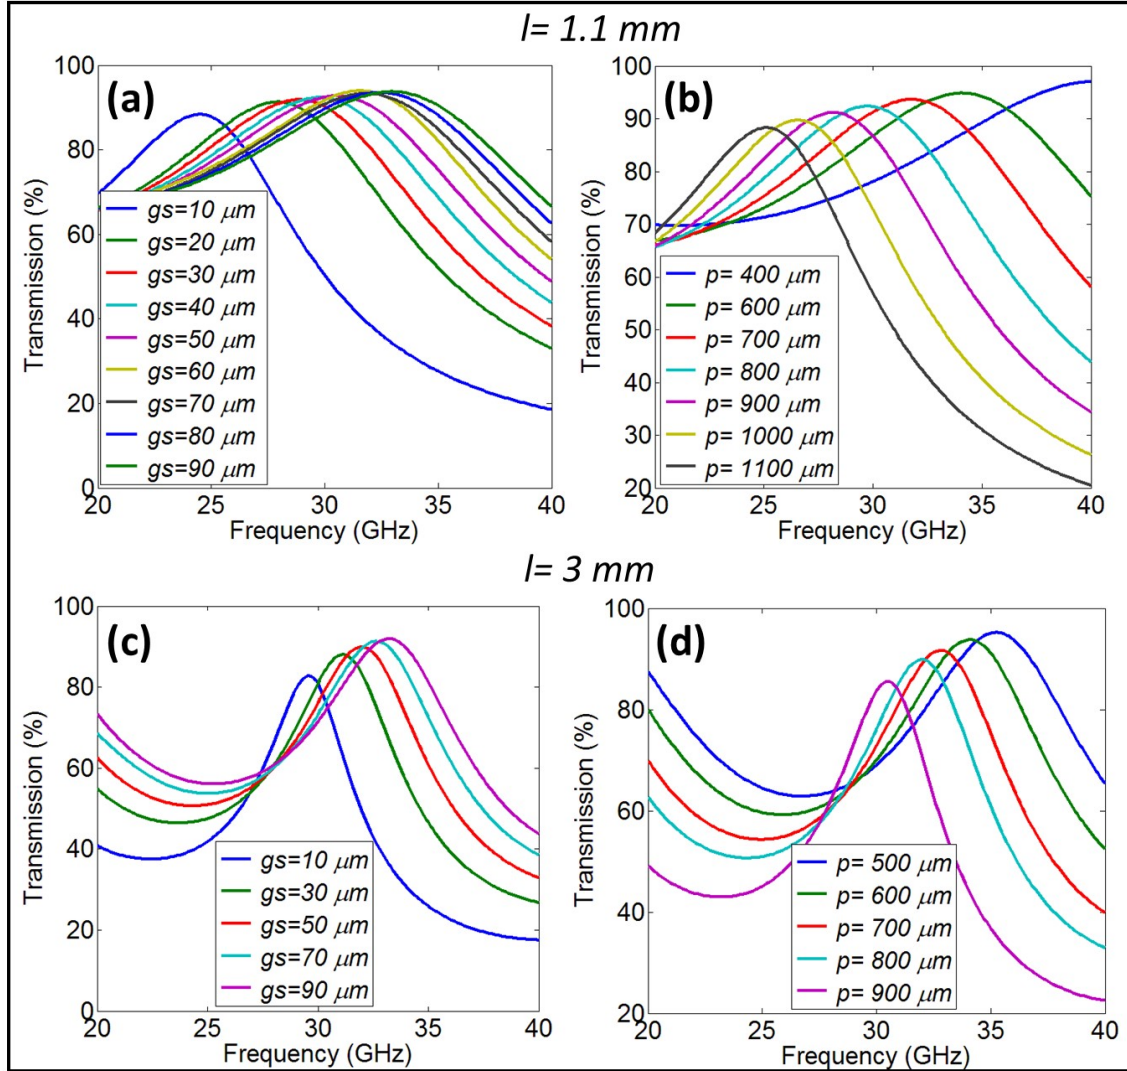 l= 1.1 mm
(a)
Transmission (%)
100
80
60
40
20
0
gs=10 μm
gs=20 μm
gs=30 μm
gs=40 μm
gs=50 μm
gs=60 μm
gs=70 μm
gs=80 μm
gs=90 μm
20 25 30 35 40
Frequency (GHz)
(b)
Transmission (%)
100
90
80
70
60
50
40
30
20
p= 400 μm
p= 600 μm
p= 700 μm
p= 800 μm
p= 900 μm
p= 1000 μm
p= 1100 μm
20 25 30 35 40
Frequency (GHz)
l= 3 mm
(c)
Transmission (%)
100
80
60
40
20
0
gs=10 μm
gs=30 μm
gs=50 μm
gs=70 μm
gs=90 μm
20 25 30 35 40
Frequency (GHz)
(d)
Transmission (%)
100
80
60
40
20
p= 500 μm
p= 600 μm
p= 700 μm
p= 800 μm
p= 900 μm
20 25 30 35 40
Frequency (GHz)